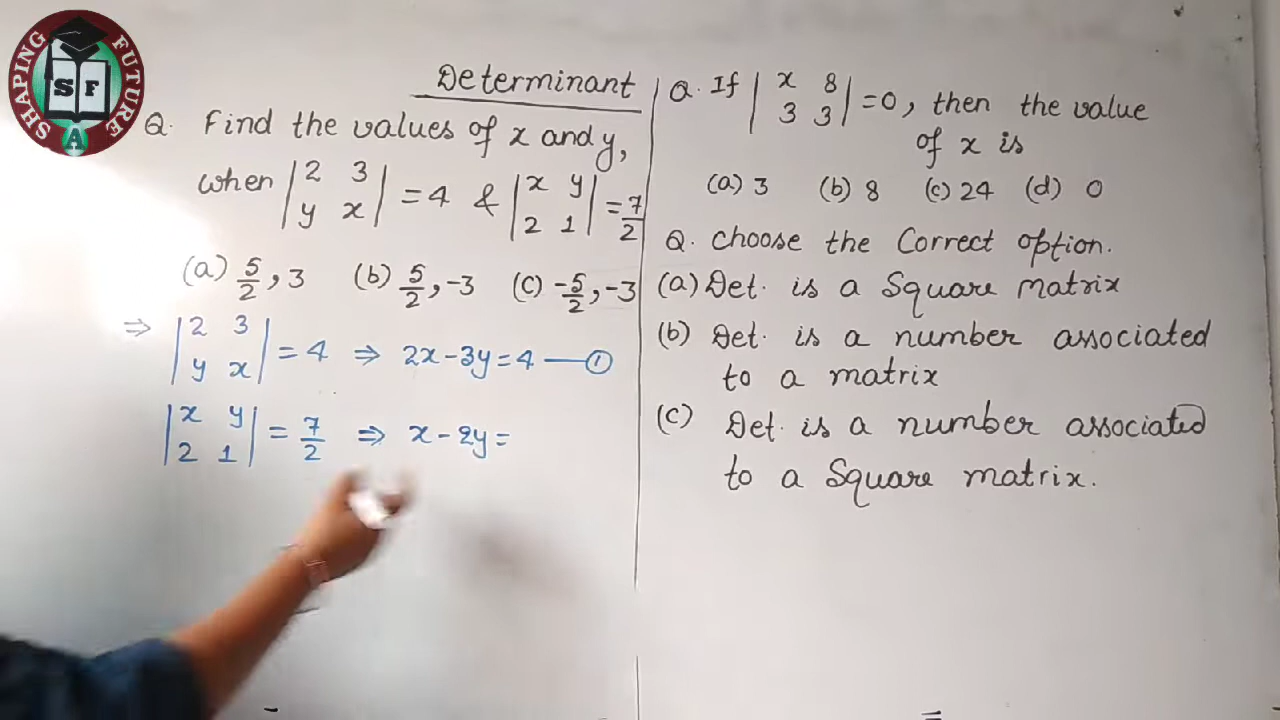 SHAPING FUTURE
S F
A
Determinant
Q. Find the values of x and y,
when |2 3; y x| = 4 & |x y; 2 1| = 7/2
(a) 5/2, 3 (b) 5/2, -3 (c) -5/2, -3
⇒ |2 3; y x| = 4 ⇒ 2x-3y=4 —①
|x y; 2 1| = 7/2 ⇒ x-2y=
Q. If |x 8; 3 3| =0, then the value
of x is
(a) 3 (b) 8 (c) 24 (d) 0
Q. choose the Correct option.
(a) Det. is a Square matrix
(b) Det. is a number associated
to a matrix
(c) Det. is a number associated
to a Square matrix.